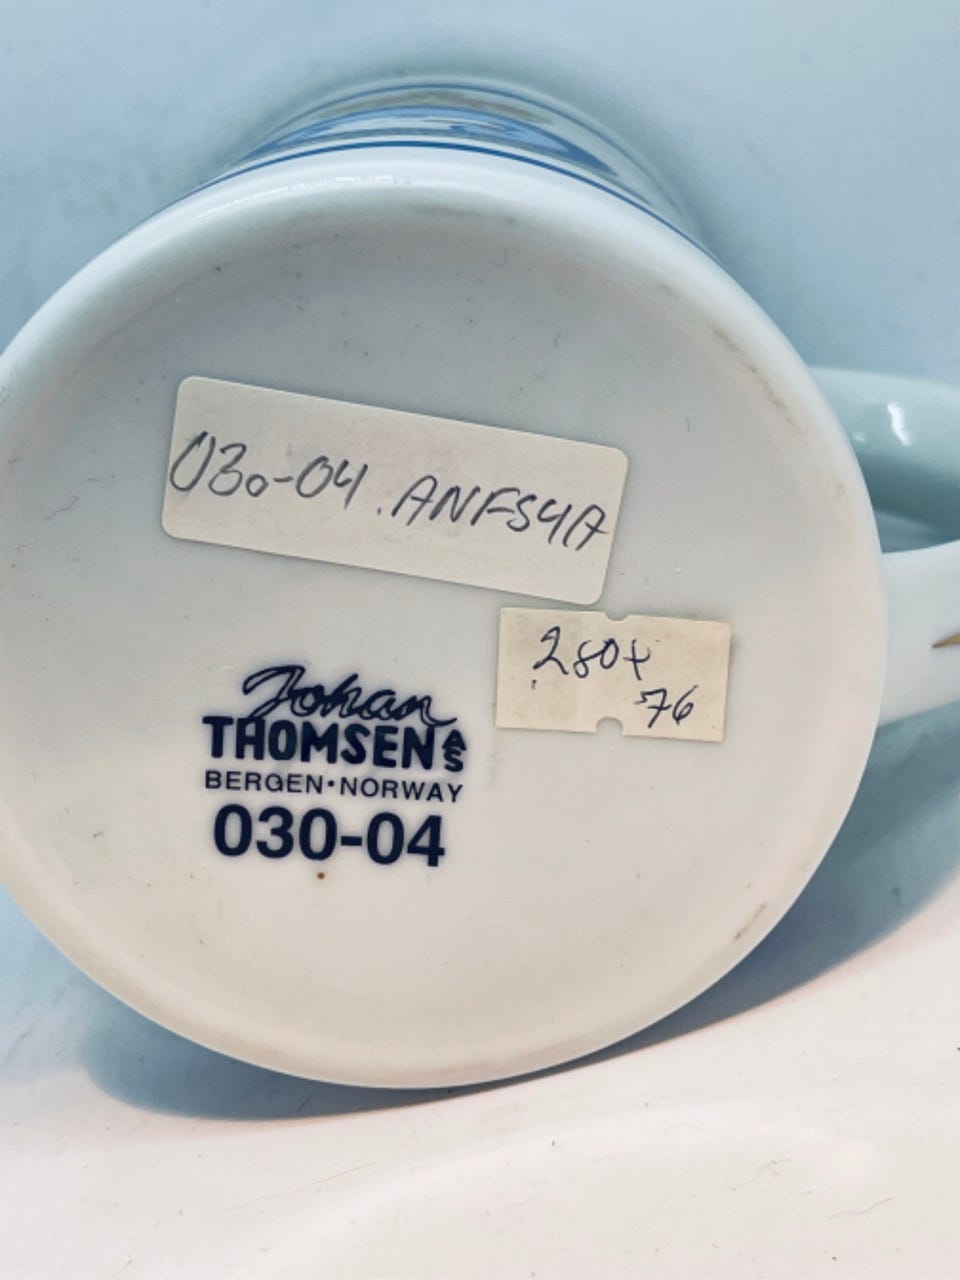 030-04 . ANFS4A
280+
76
Johan
THOMSEN A/S
BERGEN·NORWAY
030-04